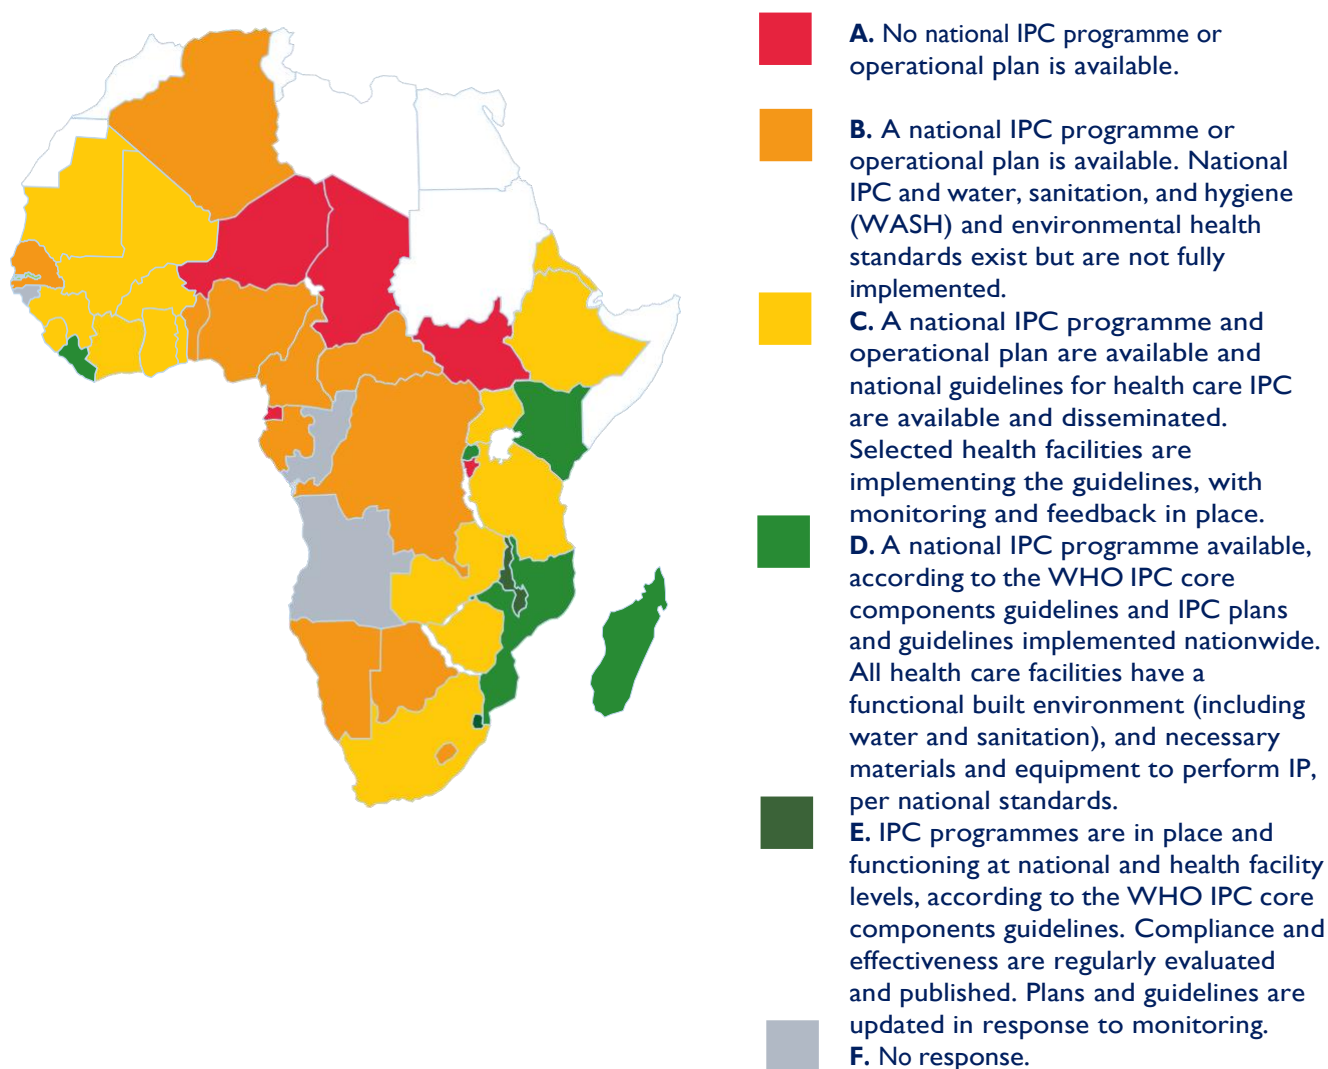 A. No national IPC programme or
operational plan is available.
B. A national IPC programme or
operational plan is available. National
IPC and water, sanitation, and hygiene
(WASH) and environmental health
standards exist but are not fully
implemented.
C. A national IPC programme and
operational plan are available and
national guidelines for health care IPC
are available and disseminated.
Selected health facilities are
implementing the guidelines, with
monitoring and feedback in place.
D. A national IPC programme available,
according to the WHO IPC core
components guidelines and IPC plans
and guidelines implemented nationwide.
All health care facilities have a
functional built environment (including
water and sanitation), and necessary
materials and equipment to perform IP,
per national standards.
E. IPC programmes are in place and
functioning at national and health facility
levels, according to the WHO IPC core
components guidelines. Compliance and
effectiveness are regularly evaluated
and published. Plans and guidelines are
updated in response to monitoring.
F. No response.